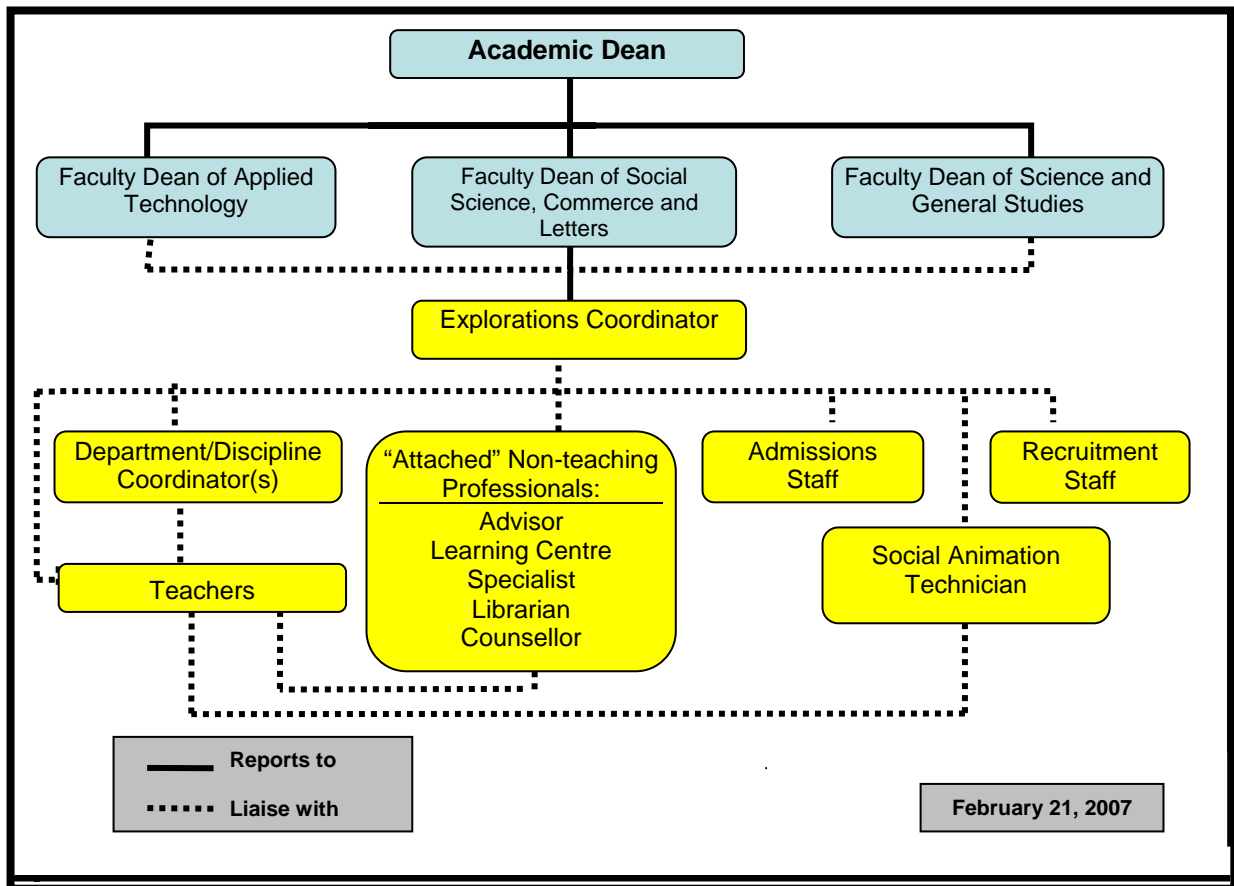 Academic Dean
Faculty Dean of Applied
Technology
Faculty Dean of Social
Science, Commerce and
Letters
Faculty Dean of Science and
General Studies
Explorations Coordinator
Department/Discipline
Coordinator(s)
“Attached” Non-teaching
Professionals:
Advisor
Learning Centre
Specialist
Librarian
Counsellor
Admissions
Staff
Recruitment
Staff
Teachers
Social Animation
Technician
Reports to
Liaise with
February 21, 2007